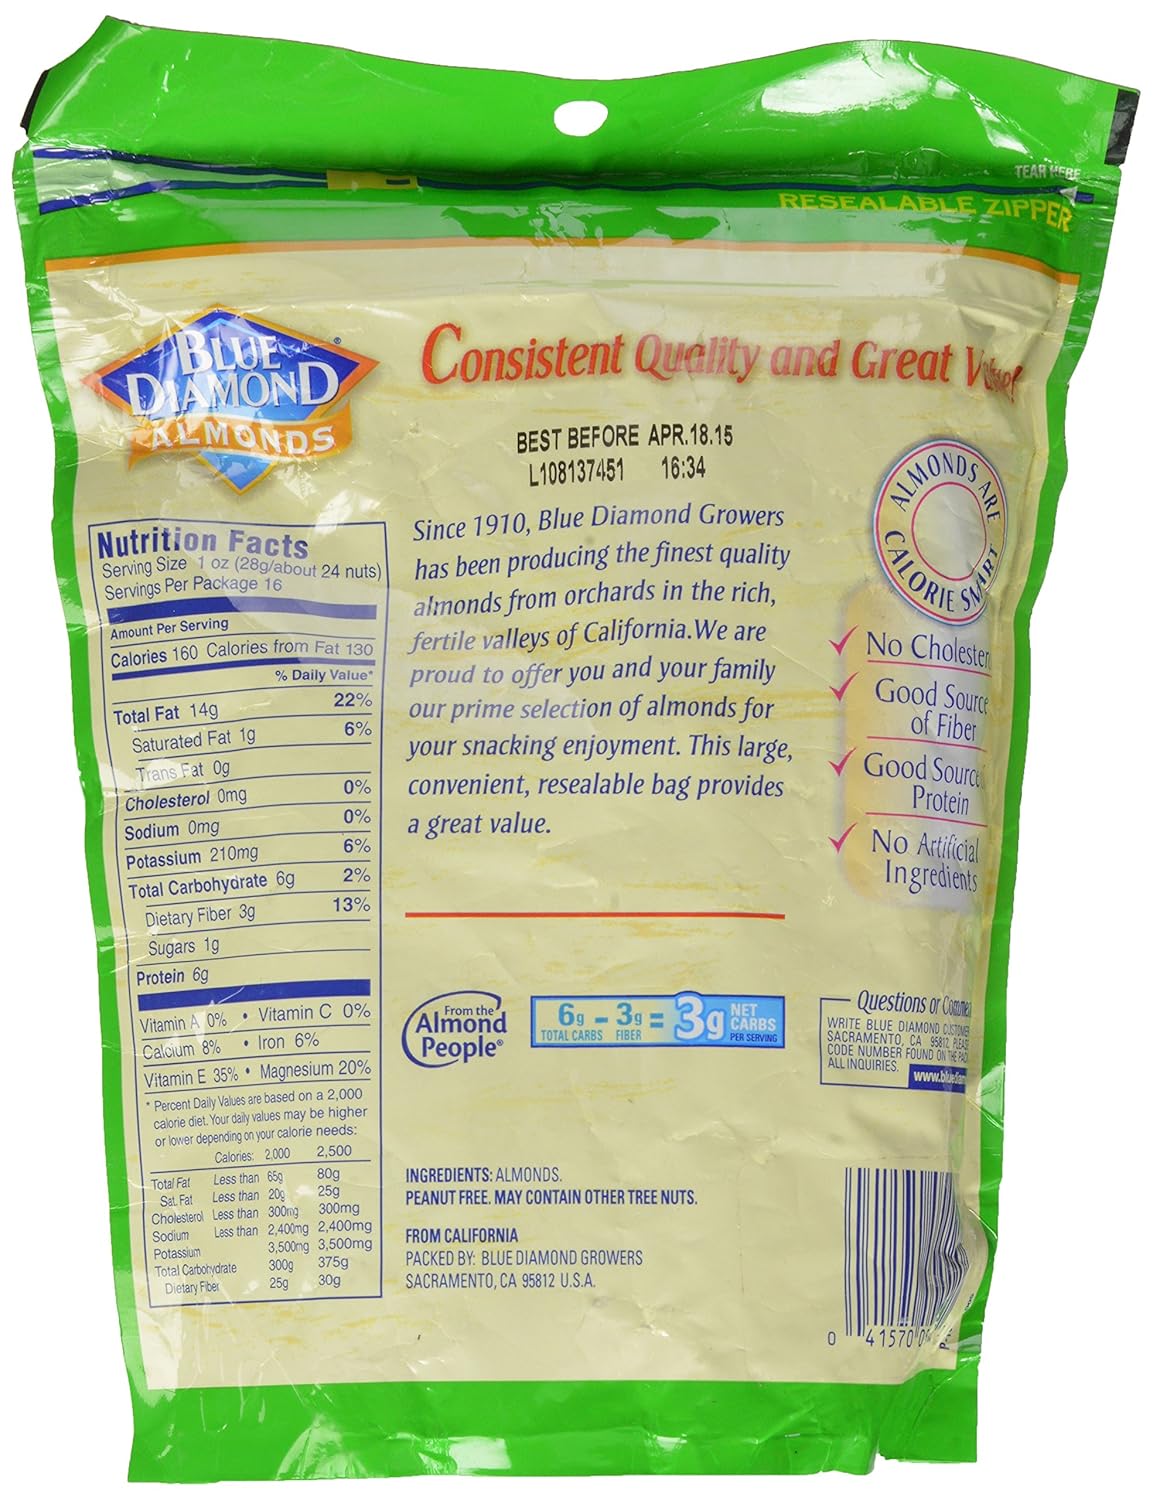 TEAR HERE
RESEALABLE ZIPPER
BLUE
DIAMOND
ALMONDS
Consistent Quality and Great Value!
BEST BEFORE APR.18.15
L108137451 16:34
Since 1910, Blue Diamond Growers
has been producing the finest quality
almonds from orchards in the rich,
fertile valleys of California.We are
proud to offer you and your family
our prime selection of almonds for
your snacking enjoyment. This large,
convenient, resealable bag provides
a great value.
ALMONDS ARE
CALORIE SMART
No Cholester
Good Source
of Fiber
Good Source
Protein
No Artificial
Ingredients
Nutrition Facts
Serving Size 1 oz (28g/about 24 nuts)
Servings Per Package 16
Amount Per Serving
Calories 160 Calories from Fat 130
% Daily Value*
Total Fat 14g 22%
Saturated Fat 1g 6%
Trans Fat 0g
Cholesterol 0mg 0%
Sodium 0mg 0%
Potassium 210mg 6%
Total Carbohydrate 6g 2%
Dietary Fiber 3g 13%
Sugars 1g
Protein 6g
Vitamin A 0% • Vitamin C 0%
Calcium 8% • Iron 6%
Vitamin E 35% • Magnesium 20%
* Percent Daily Values are based on a 2,000
calorie diet. Your daily values may be higher
or lower depending on your calorie needs:
Calories: 2,000 2,500
Total Fat Less than 65g 80g
Sat. Fat Less than 20g 25g
Cholesterol Less than 300mg 300mg
Sodium Less than 2,400mg 2,400mg
Potassium 3,500mg 3,500mg
Total Carbohydrate 300g 375g
Dietary Fiber 25g 30g
From the
Almond
People®
6g - 3g = 3g NET CARBS
TOTAL CARBS FIBER PER SERVING
Questions or Comme
WRITE BLUE DIAMOND CUSTOMER
SACRAMENTO, CA 95812 PLEASE
CODE NUMBER FOUND ON THE PAC
ALL INQUIRIES.
www.bluediam
INGREDIENTS: ALMONDS.
PEANUT FREE. MAY CONTAIN OTHER TREE NUTS.
FROM CALIFORNIA
PACKED BY: BLUE DIAMOND GROWERS
SACRAMENTO, CA 95812 U.S.A.
0 41570 0